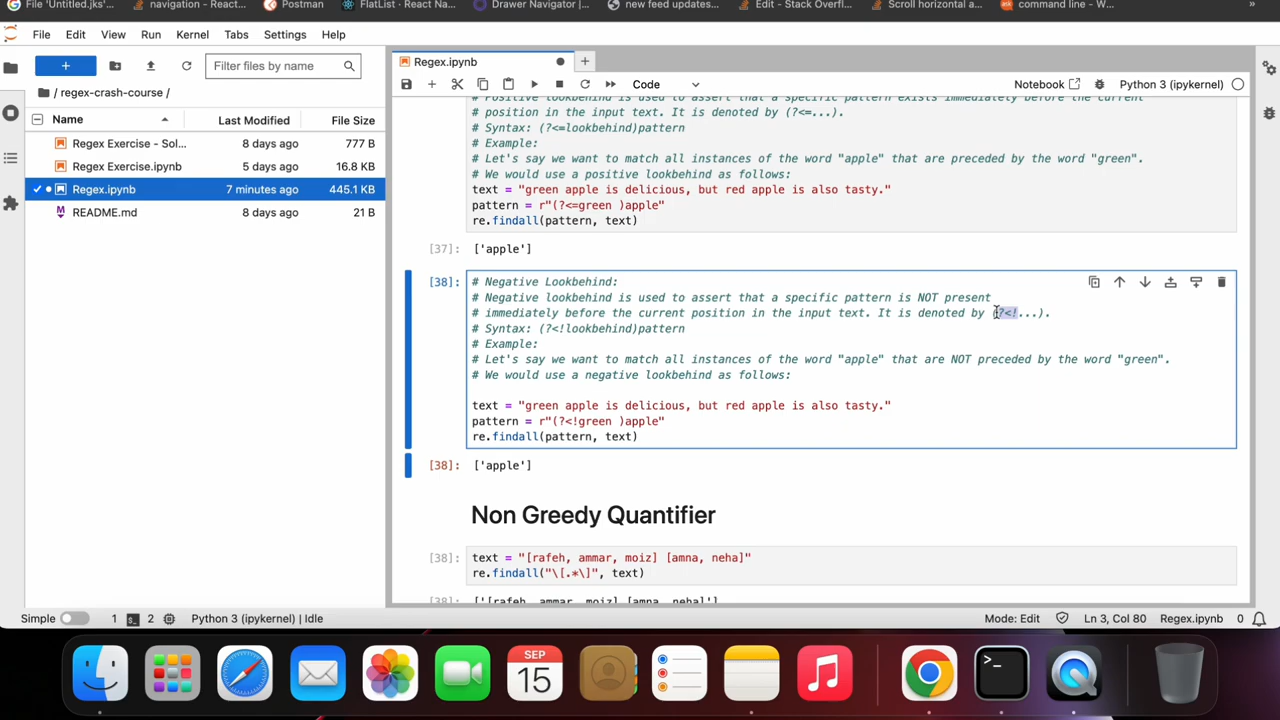 File 'Untitled.jks'...
navigation - React...
Postman
FlatList · React Na...
Drawer Navigator |...
new feed updates...
Edit - Stack Overfl...
Scroll horizontal a...
command line - W...
»
File Edit View Run Kernel Tabs Settings Help
+
Filter files by name
/ regex-crash-course /
Name Last Modified File Size
Regex Exercise - Sol... 8 days ago 777 B
Regex Exercise.ipynb 5 days ago 16.8 KB
Regex.ipynb 7 minutes ago 445.1 KB
README.md 8 days ago 21 B
Regex.ipynb
+
Code
Notebook
Python 3 (ipykernel)
# Positive lookbehind is used to assert that a specific pattern exists immediately before the current
# position in the input text. It is denoted by (?<=...).
# Syntax: (?<=lookbehind)pattern
# Example:
# Let's say we want to match all instances of the word "apple" that are preceded by the word "green".
# We would use a positive lookbehind as follows:
text = "green apple is delicious, but red apple is also tasty."
pattern = r"(?<=green )apple"
re.findall(pattern, text)
[37]: ['apple']
[38]: # Negative Lookbehind:
# Negative lookbehind is used to assert that a specific pattern is NOT present
# immediately before the current position in the input text. It is denoted by (?<!...).
# Syntax: (?<!lookbehind)pattern
# Example:
# Let's say we want to match all instances of the word "apple" that are NOT preceded by the word "green".
# We would use a negative lookbehind as follows:
text = "green apple is delicious, but red apple is also tasty."
pattern = r"(?<!green )apple"
re.findall(pattern, text)
[38]: ['apple']
Non Greedy Quantifier
[38]: text = "[rafeh, ammar, moiz] [amna, neha]"
re.findall("\[.*\]", text)
[38]: ['[rafeh, ammar, moiz] [amna, neha]']
Simple 1 2 Python 3 (ipykernel) | Idle Mode: Edit Ln 3, Col 80 Regex.ipynb 0
SEP
15
>_